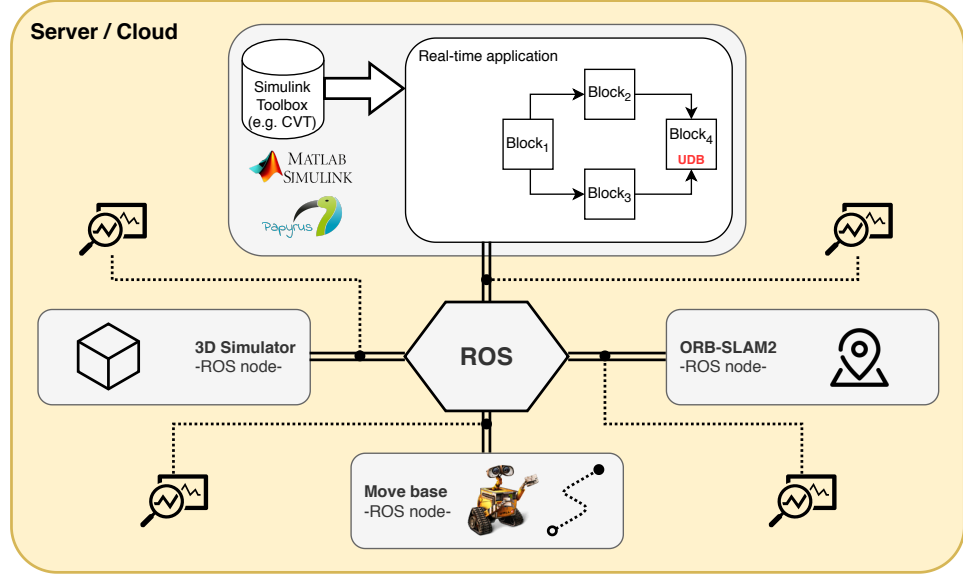 Server / Cloud
Simulink
Toolbox
(e.g. CVT)
MATLAB
SIMULINK
Papyrus
Real-time application
Block₁
Block₂
Block₃
Block₄
UDB
3D Simulator
-ROS node-
ROS
ORB-SLAM2
-ROS node-
Move base
-ROS node-